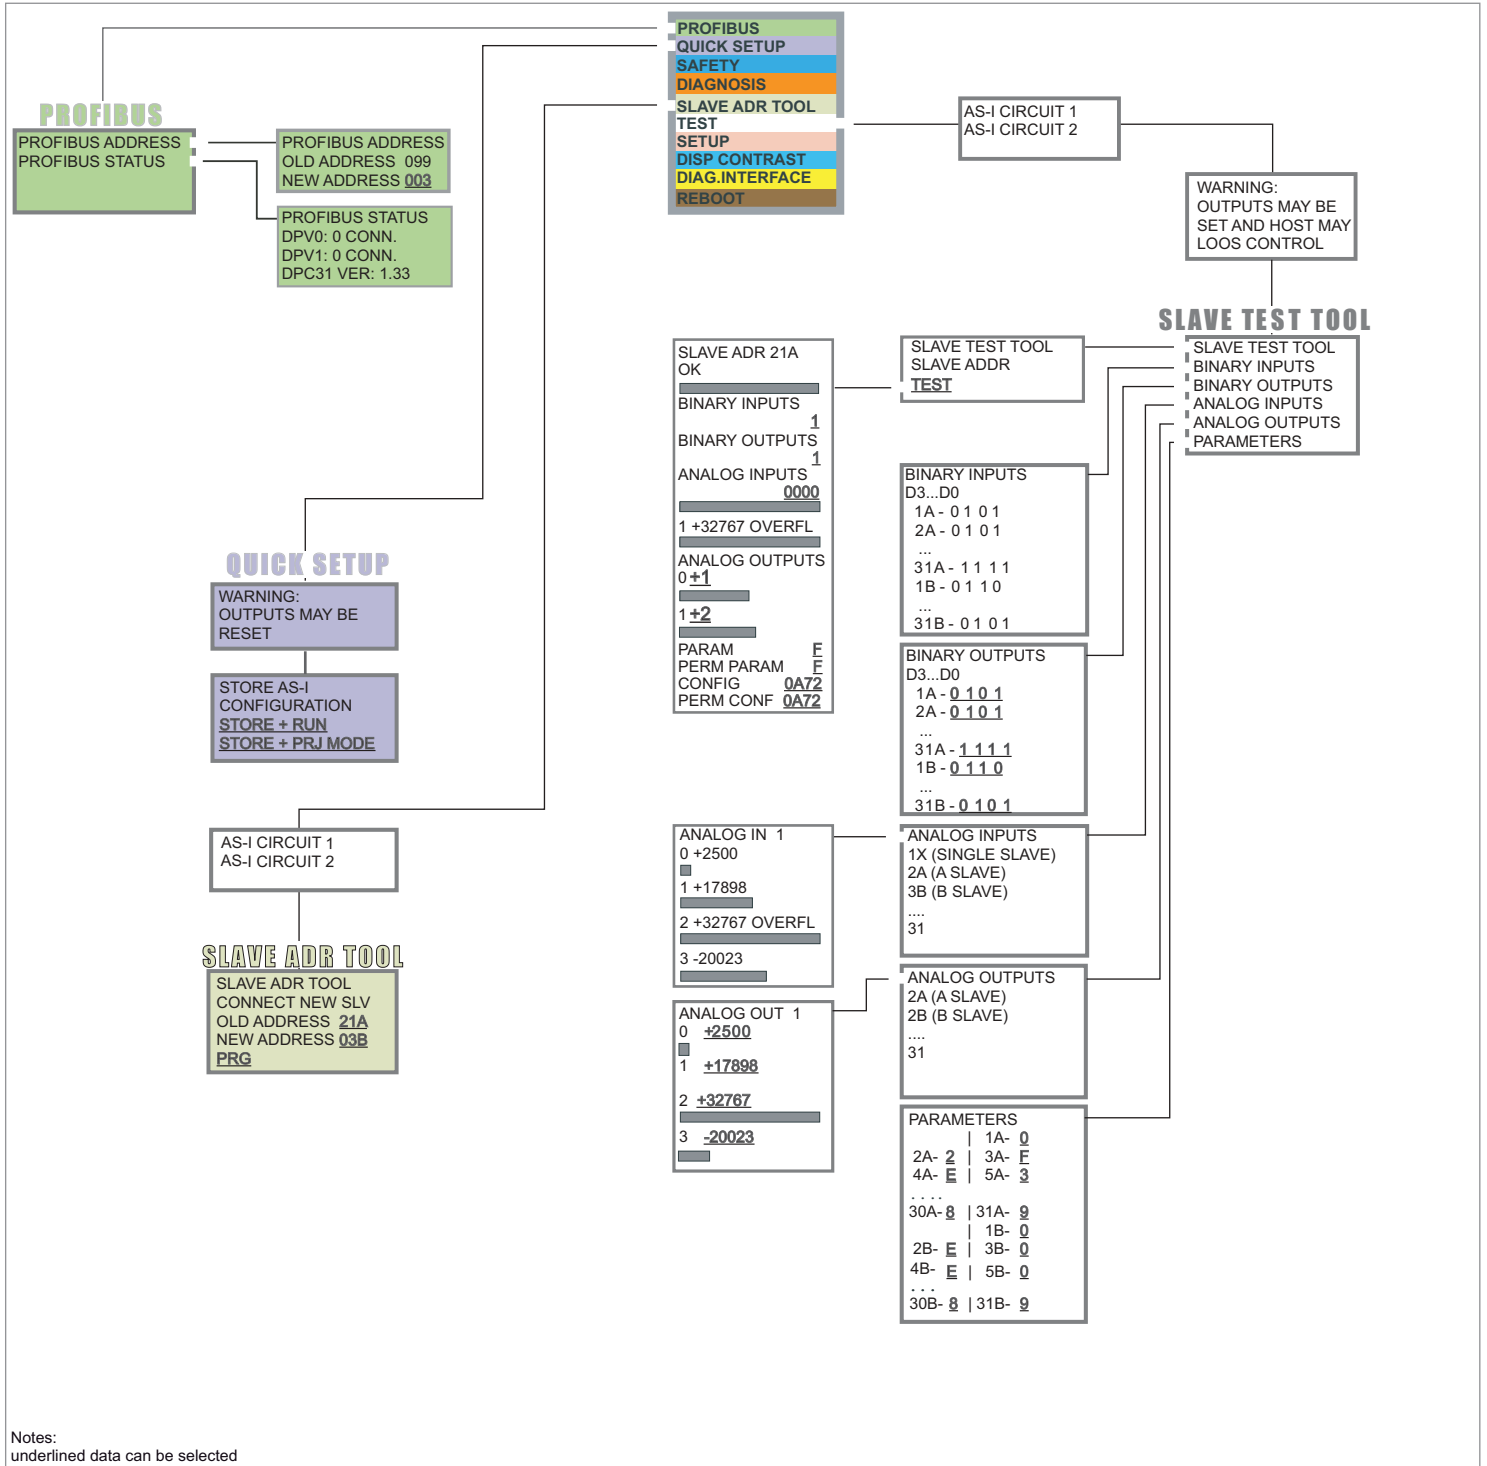 PROFIBUS
QUICK SETUP
SAFETY
DIAGNOSIS
SLAVE ADR TOOL
TEST
SETUP
DISP CONTRAST
DIAG.INTERFACE
REBOOT
PROFIBUS
PROFIBUS ADDRESS
PROFIBUS STATUS
PROFIBUS ADDRESS
OLD ADDRESS 099
NEW ADDRESS 003
PROFIBUS STATUS
DPV0: 0 CONN.
DPV1: 0 CONN.
DPC31 VER: 1.33
AS-I CIRCUIT 1
AS-I CIRCUIT 2
WARNING:
OUTPUTS MAY BE
SET AND HOST MAY
LOOS CONTROL
SLAVE TEST TOOL
SLAVE TEST TOOL
BINARY INPUTS
BINARY OUTPUTS
ANALOG INPUTS
ANALOG OUTPUTS
PARAMETERS
SLAVE TEST TOOL
SLAVE ADDR
TEST
SLAVE ADR 21A
OK
BINARY INPUTS
1
BINARY OUTPUTS
1
ANALOG INPUTS
0000
1 +32767 OVERFL
ANALOG OUTPUTS
0 +1
1 +2
PARAM F
PERM PARAM F
CONFIG 0A72
PERM CONF 0A72
BINARY INPUTS
D3...D0
1A - 0 1 0 1
2A - 0 1 0 1
...
31A - 1 1 1 1
1B - 0 1 1 0
...
31B - 0 1 0 1
BINARY OUTPUTS
D3...D0
1A - 0 1 0 1
2A - 0 1 0 1
...
31A - 1 1 1 1
1B - 0 1 1 0
...
31B - 0 1 0 1
QUICK SETUP
WARNING:
OUTPUTS MAY BE
RESET
STORE AS-I
CONFIGURATION
STORE + RUN
STORE + PRJ MODE
AS-I CIRCUIT 1
AS-I CIRCUIT 2
SLAVE ADR TOOL
SLAVE ADR TOOL
CONNECT NEW SLV
OLD ADDRESS 21A
NEW ADDRESS 03B
PRG
ANALOG IN 1
0 +2500
1 +17898
2 +32767 OVERFL
3 -20023
ANALOG INPUTS
1X (SINGLE SLAVE)
2A (A SLAVE)
3B (B SLAVE)
....
31
ANALOG OUT 1
0 +2500
1 +17898
2 +32767
3 -20023
ANALOG OUTPUTS
2A (A SLAVE)
2B (B SLAVE)
....
31
PARAMETERS
| 1A- 0
2A- 2 | 3A- F
4A- E | 5A- 3
. . . .
30A- 8 | 31A- 9
| 1B- 0
2B- E | 3B- 0
4B- E | 5B- 0
. . .
30B- 8 | 31B- 9
Notes:
underlined data can be selected